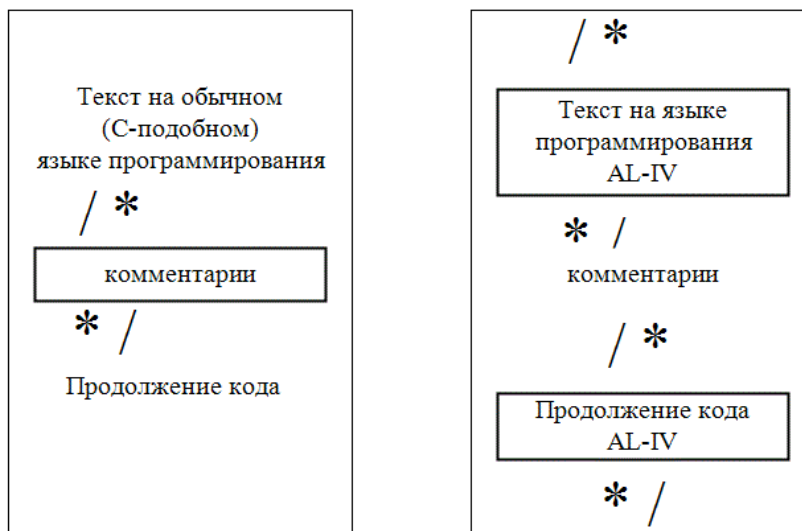 Текст на обычном
(С-подобном)
языке программирования
/ *
комментарии
* /
Продолжение кода
/ *
Текст на языке
программирования
AL-IV
* /
комментарии
/ *
Продолжение кода
AL-IV
* /